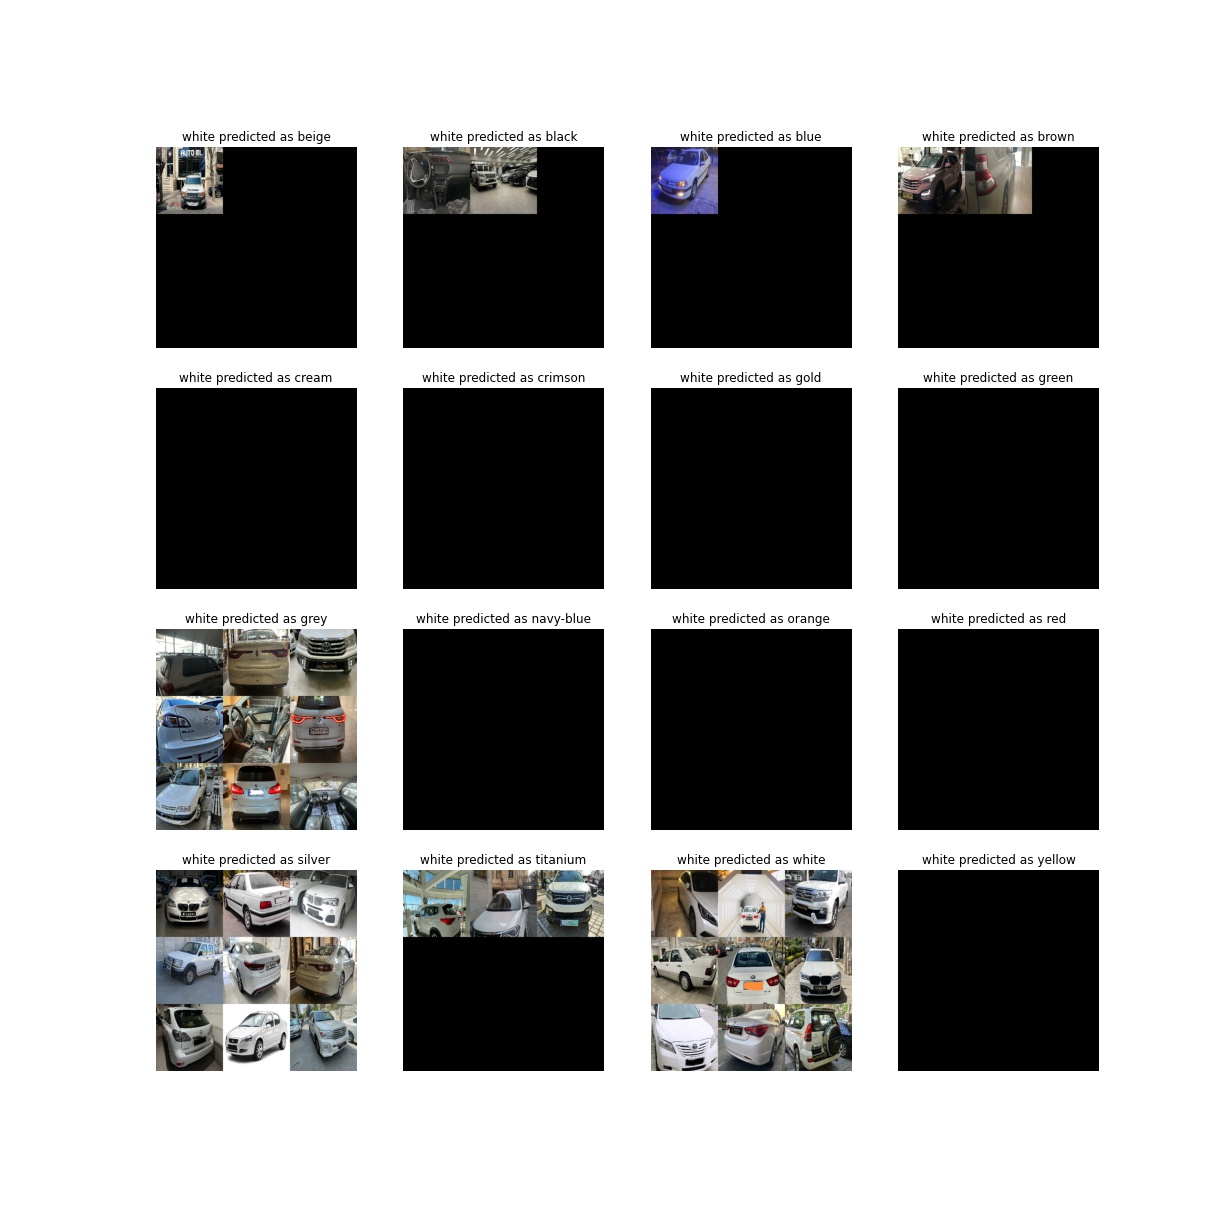 white predicted as beige
white predicted as black
white predicted as blue
white predicted as brown
AUTO
white predicted as cream
white predicted as crimson
white predicted as gold
white predicted as green
white predicted as grey
white predicted as navy-blue
white predicted as orange
white predicted as red
white predicted as silver
white predicted as titanium
white predicted as white
white predicted as yellow